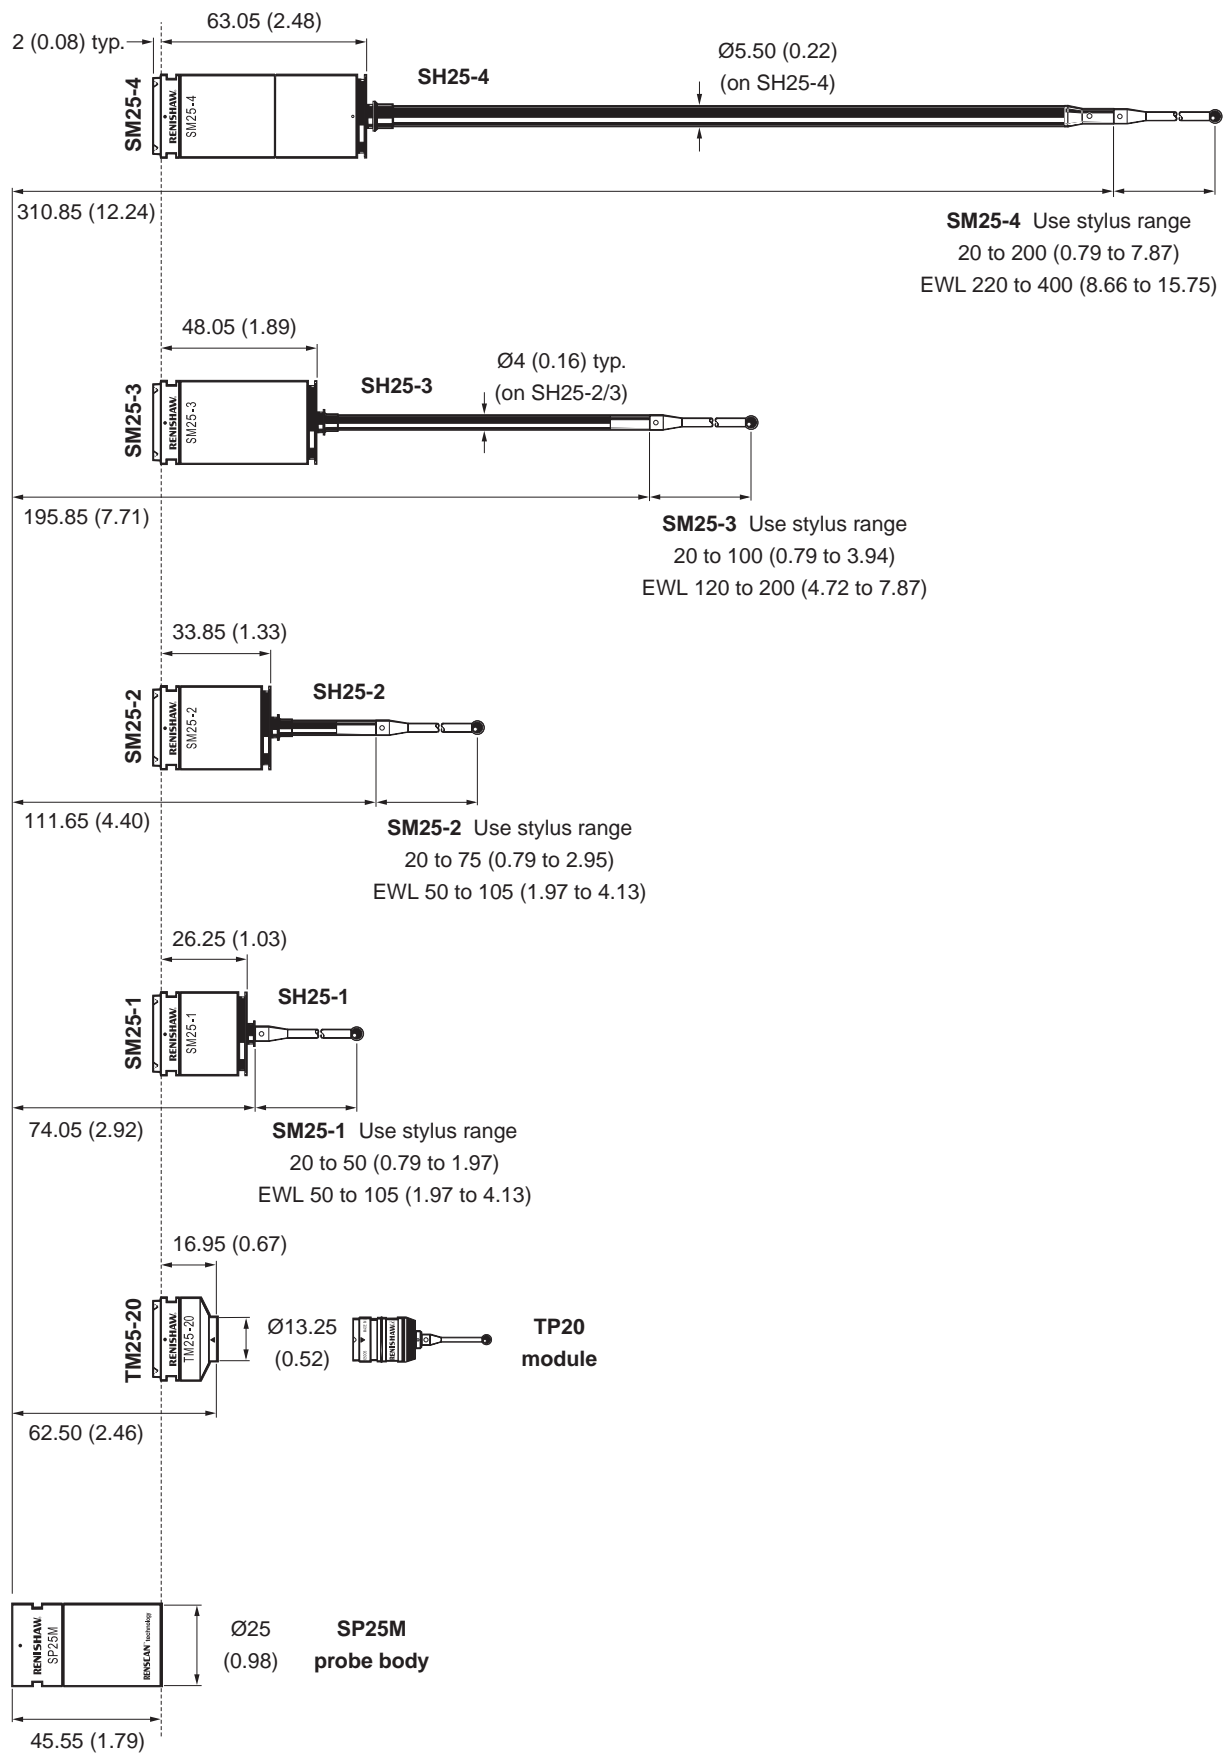 63.05 (2.48)
2 (0.08) typ.
SM25-4
RENISHAW.
SM25-4
SH25-4
Ø5.50 (0.22)
(on SH25-4)
310.85 (12.24)
SM25-4 Use stylus range
20 to 200 (0.79 to 7.87)
EWL 220 to 400 (8.66 to 15.75)
48.05 (1.89)
SM25-3
RENISHAW.
SM25-3
SH25-3
Ø4 (0.16) typ.
(on SH25-2/3)
195.85 (7.71)
SM25-3 Use stylus range
20 to 100 (0.79 to 3.94)
EWL 120 to 200 (4.72 to 7.87)
33.85 (1.33)
SM25-2
RENISHAW.
SM25-2
SH25-2
111.65 (4.40)
SM25-2 Use stylus range
20 to 75 (0.79 to 2.95)
EWL 50 to 105 (1.97 to 4.13)
26.25 (1.03)
SM25-1
RENISHAW.
SM25-1
SH25-1
74.05 (2.92)
SM25-1 Use stylus range
20 to 50 (0.79 to 1.97)
EWL 50 to 105 (1.97 to 4.13)
16.95 (0.67)
TM25-20
RENISHAW.
TM25-20
Ø13.25
(0.52)
RENISHAW
TP20
module
62.50 (2.46)
RENISHAW.
SP25M
RENSCAN technology
Ø25
(0.98)
SP25M
probe body
45.55 (1.79)